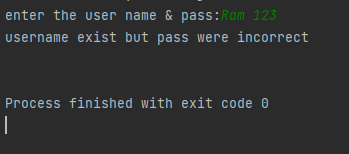 enter the user name & pass:Ram 123
username exist but pass were incorrect
Process finished with exit code 0